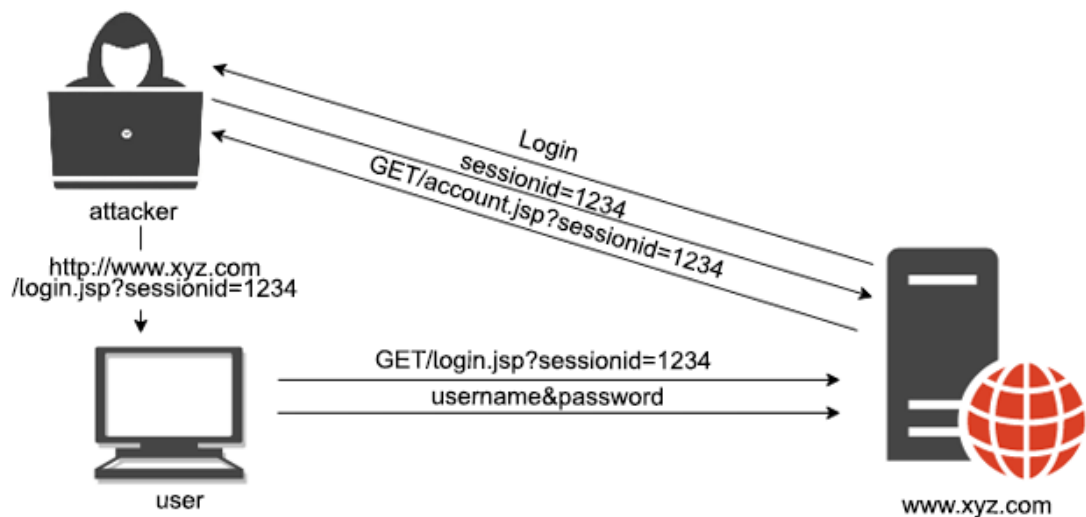 Login
sessionid=1234
GET/account.jsp?sessionid=1234
attacker
http://www.xyz.com
/login.jsp?sessionid=1234
GET/login.jsp?sessionid=1234
username&password
user
www.xyz.com